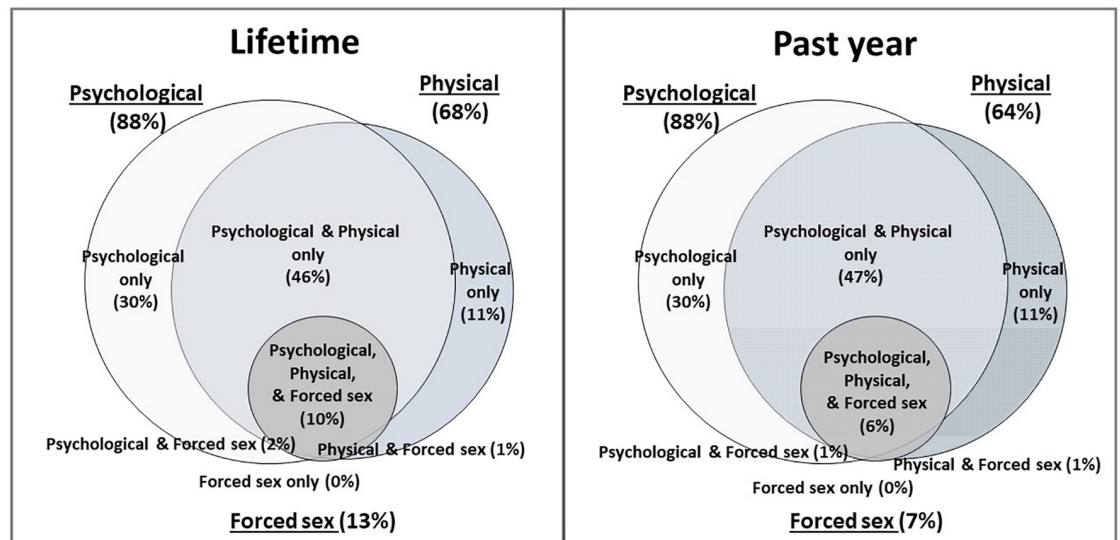 Lifetime
Psychological
(88%)
Physical
(68%)
Psychological & Physical
only
(46%)
Psychological
only
(30%)
Physical
only
(11%)
Psychological,
Physical,
& Forced sex
(10%)
Psychological & Forced sex (2%)
Physical & Forced sex (1%)
Forced sex only (0%)
Forced sex (13%)
Past year
Psychological
(88%)
Physical
(64%)
Psychological & Physical
only
(47%)
Psychological
only
(30%)
Physical
only
(11%)
Psychological,
Physical,
& Forced sex
(6%)
Psychological & Forced sex (1%)
Physical & Forced sex (1%)
Forced sex only (0%)
Forced sex (7%)